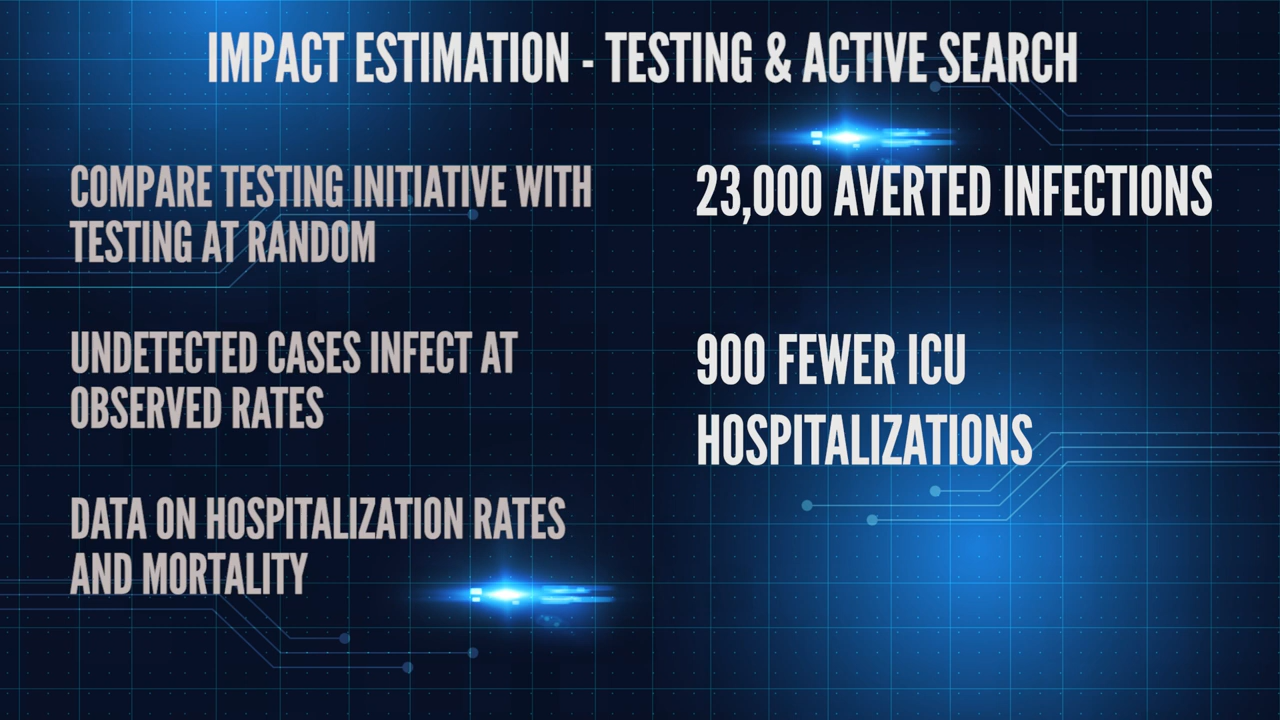 IMPACT ESTIMATION - TESTING & ACTIVE SEARCH
COMPARE TESTING INITIATIVE WITH
TESTING AT RANDOM
UNDETECTED CASES INFECT AT
OBSERVED RATES
DATA ON HOSPITALIZATION RATES
AND MORTALITY
23,000 AVERTED INFECTIONS
900 FEWER ICU
HOSPITALIZATIONS